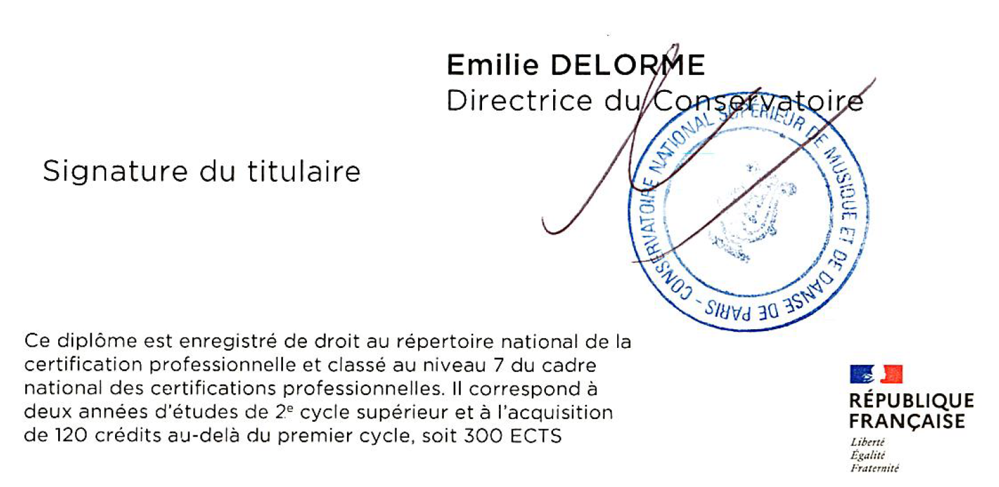 Emilie DELORME
Directrice du Conservatoire
CONSERVATOIRE NATIONAL SUPÉRIEUR DE MUSIQUE ET DE DANSE DE PARIS -
Signature du titulaire
Ce diplôme est enregistré de droit au répertoire national de la
certification professionnelle et classé au niveau 7 du cadre
national des certifications professionnelles. Il correspond à
deux années d'études de 2e cycle supérieur et à l'acquisition
de 120 crédits au-delà du premier cycle, soit 300 ECTS
RÉPUBLIQUE
FRANÇAISE
Liberté
Égalité
Fraternité